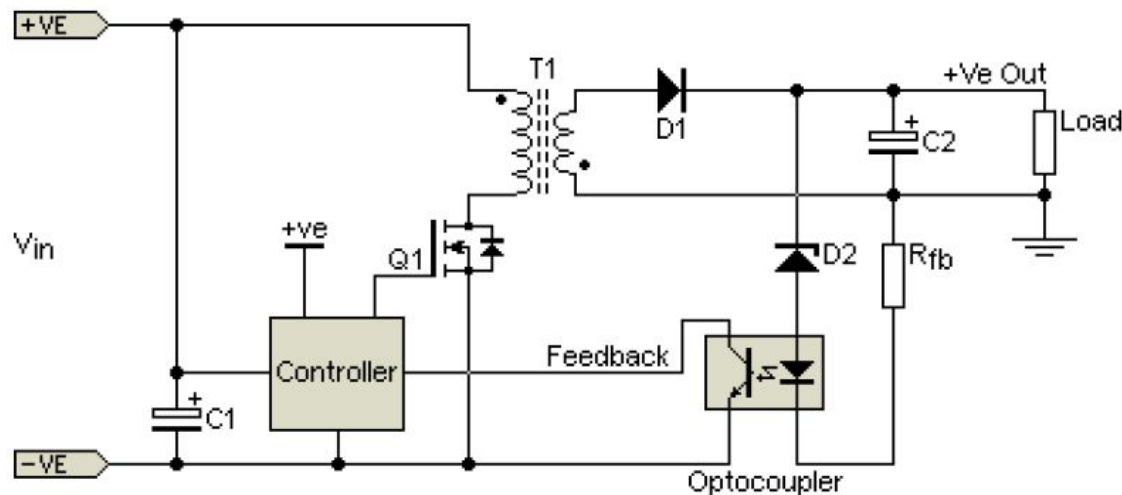 +VE
T1
+Ve Out
D1
+
C2
Load
+ve
Vin
Q1
D2
Rfb
Feedback
Controller
+
C1
−VE
Optocoupler